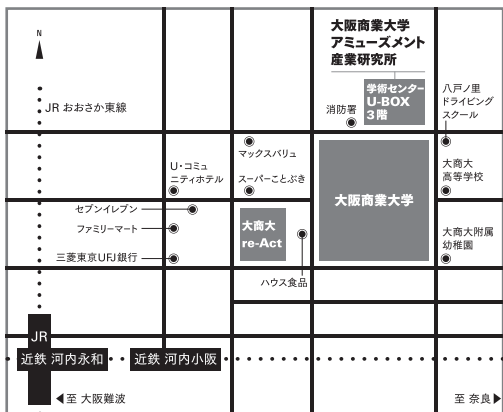 N
大阪商業大学
アミューズメント
産業研究所
学術センター
U-BOX
3階
消防署
八戸ノ里
ドライビング
スクール
JR おおさか東線
マックスバリュ
U・コミュ
ニティホテル
スーパーことぶき
大商大
高等学校
大阪商業大学
セブンイレブン
ファミリーマート
大商大
re-Act
大商大附属
幼稚園
三菱東京UFJ銀行
ハウス食品
JR
近鉄 河内永和
近鉄 河内小阪
至 大阪難波
至 奈良